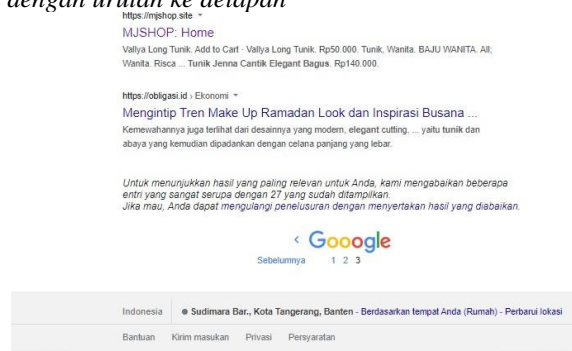 dengan urutan ke delapan
https://mjshop.site
MJSHOP: Home
Vallya Long Tunik. Add to Cart · Vallya Long Tunik. Rp50.000. Tunik, Wanita. BAJU WANITA. All;
Wanita. Risca ... Tunik Jenna Cantik Elegant Bagus. Rp140.000.
https://obligasi.id › Ekonomi
Mengintip Tren Make Up Ramadan Look dan Inspirasi Busana ...
Kemewahannya juga terlihat dari desainnya yang modern, elegant cutting, ... yaitu tunik dan
abaya yang kemudian dipadankan dengan celana panjang yang lebar.
Untuk menunjukkan hasil yang paling relevan untuk Anda, kami mengabaikan beberapa
entri yang sangat serupa dengan 27 yang sudah ditampilkan.
Jika mau, Anda dapat mengulangi penelusuran dengan menyertakan hasil yang diabaikan.
< Gooogle
Sebelumnya 1 2 3
Indonesia Sudimara Bar., Kota Tangerang, Banten - Berdasarkan tempat Anda (Rumah) - Perbarui lokasi
Bantuan Kirim masukan Privasi Persyaratan